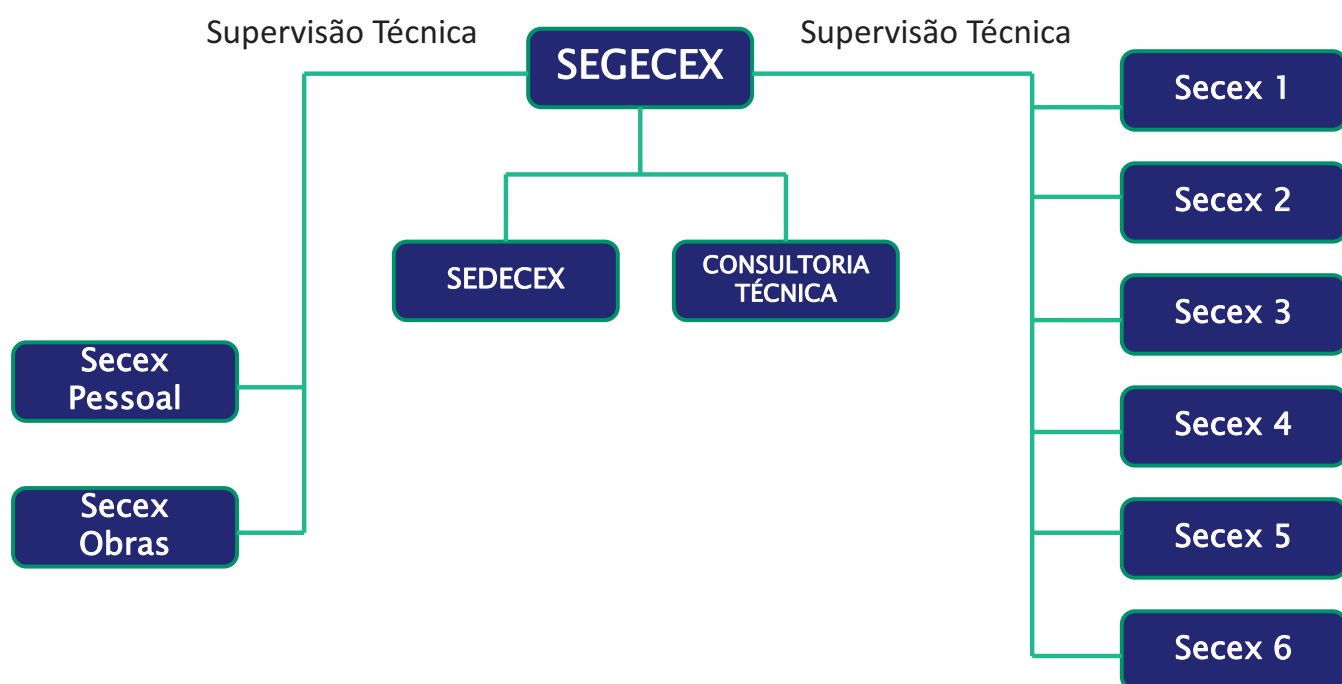 Supervisão Técnica
SEGECEX
Supervisão Técnica
Secex 1
Secex 2
SEDECEX
CONSULTORIA
TÉCNICA
Secex 3
Secex
Pessoal
Secex 4
Secex
Obras
Secex 5
Secex 6